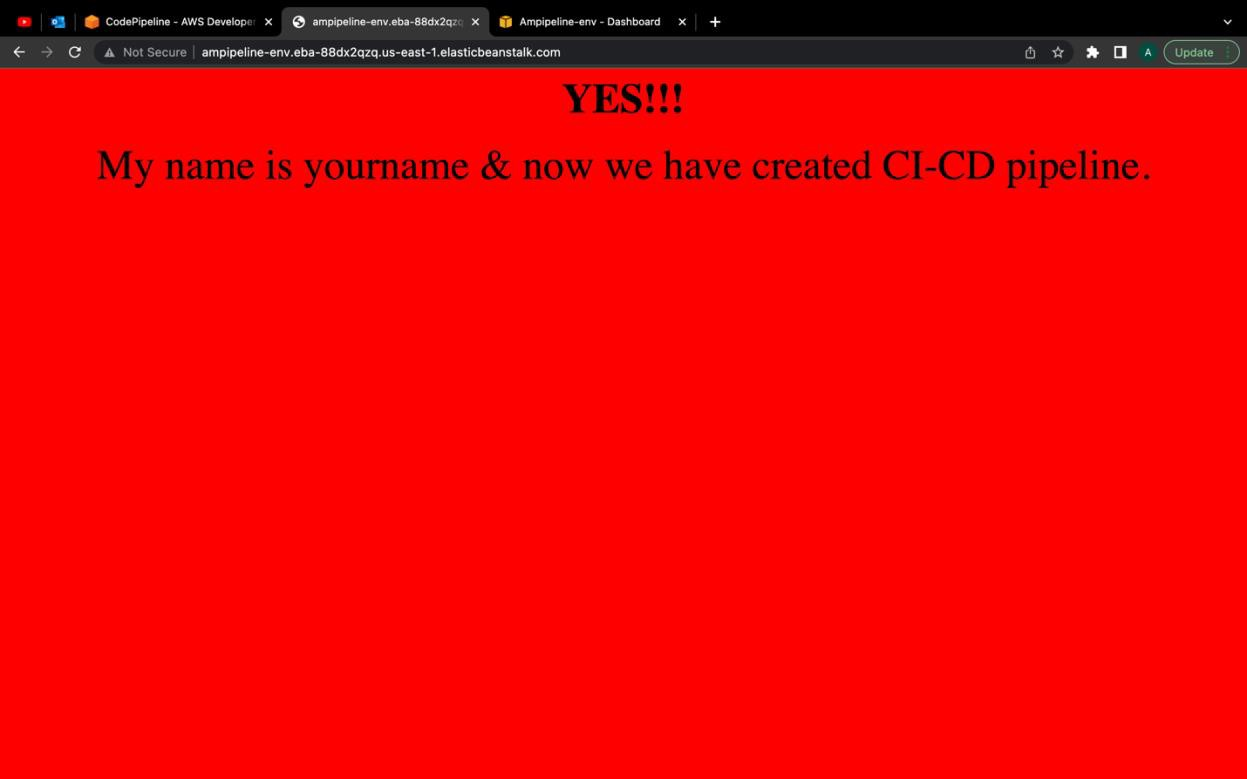 CodePipeline - AWS Develope
ampipeline-env.eba-88dx2qzq
Ampipeline-env - Dashboard
Not Secure
ampipeline-env.eba-88dx2qzq.us-east-1.elasticbeanstalk.com
A
Update
YES!!!
My name is yourname & now we have created CI-CD pipeline.